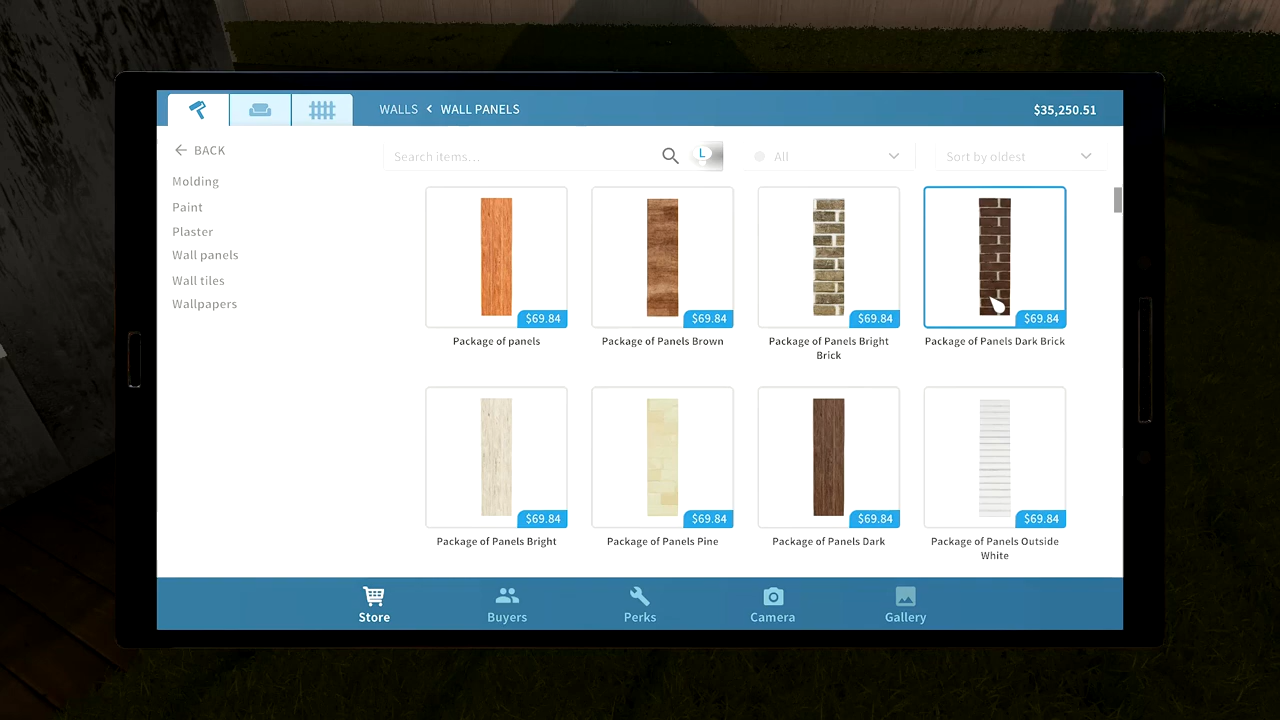 WALLS < WALL PANELS
$35,250.51
BACK
Molding
Paint
Plaster
Wall panels
Wall tiles
Wallpapers
Search items...
L
All
Sort by oldest
$69.84
$69.84
$69.84
$69.84
Package of panels
Package of Panels Brown
Package of Panels Bright
Brick
Package of Panels Dark Brick
$69.84
$69.84
$69.84
$69.84
Package of Panels Bright
Package of Panels Pine
Package of Panels Dark
Package of Panels Outside
White
Store
Buyers
Perks
Camera
Gallery